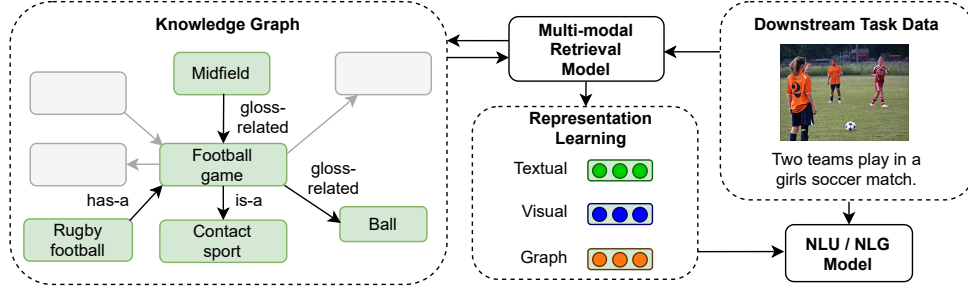 Knowledge Graph
Midfield
gloss-
related
Football
game
gloss-
related
has-a
is-a
Rugby
football
Contact
sport
Ball
Multi-modal
Retrieval
Model
Representation
Learning
Textual
Visual
Graph
Downstream Task Data
2
Two teams play in a
girls soccer match.
NLU / NLG
Model